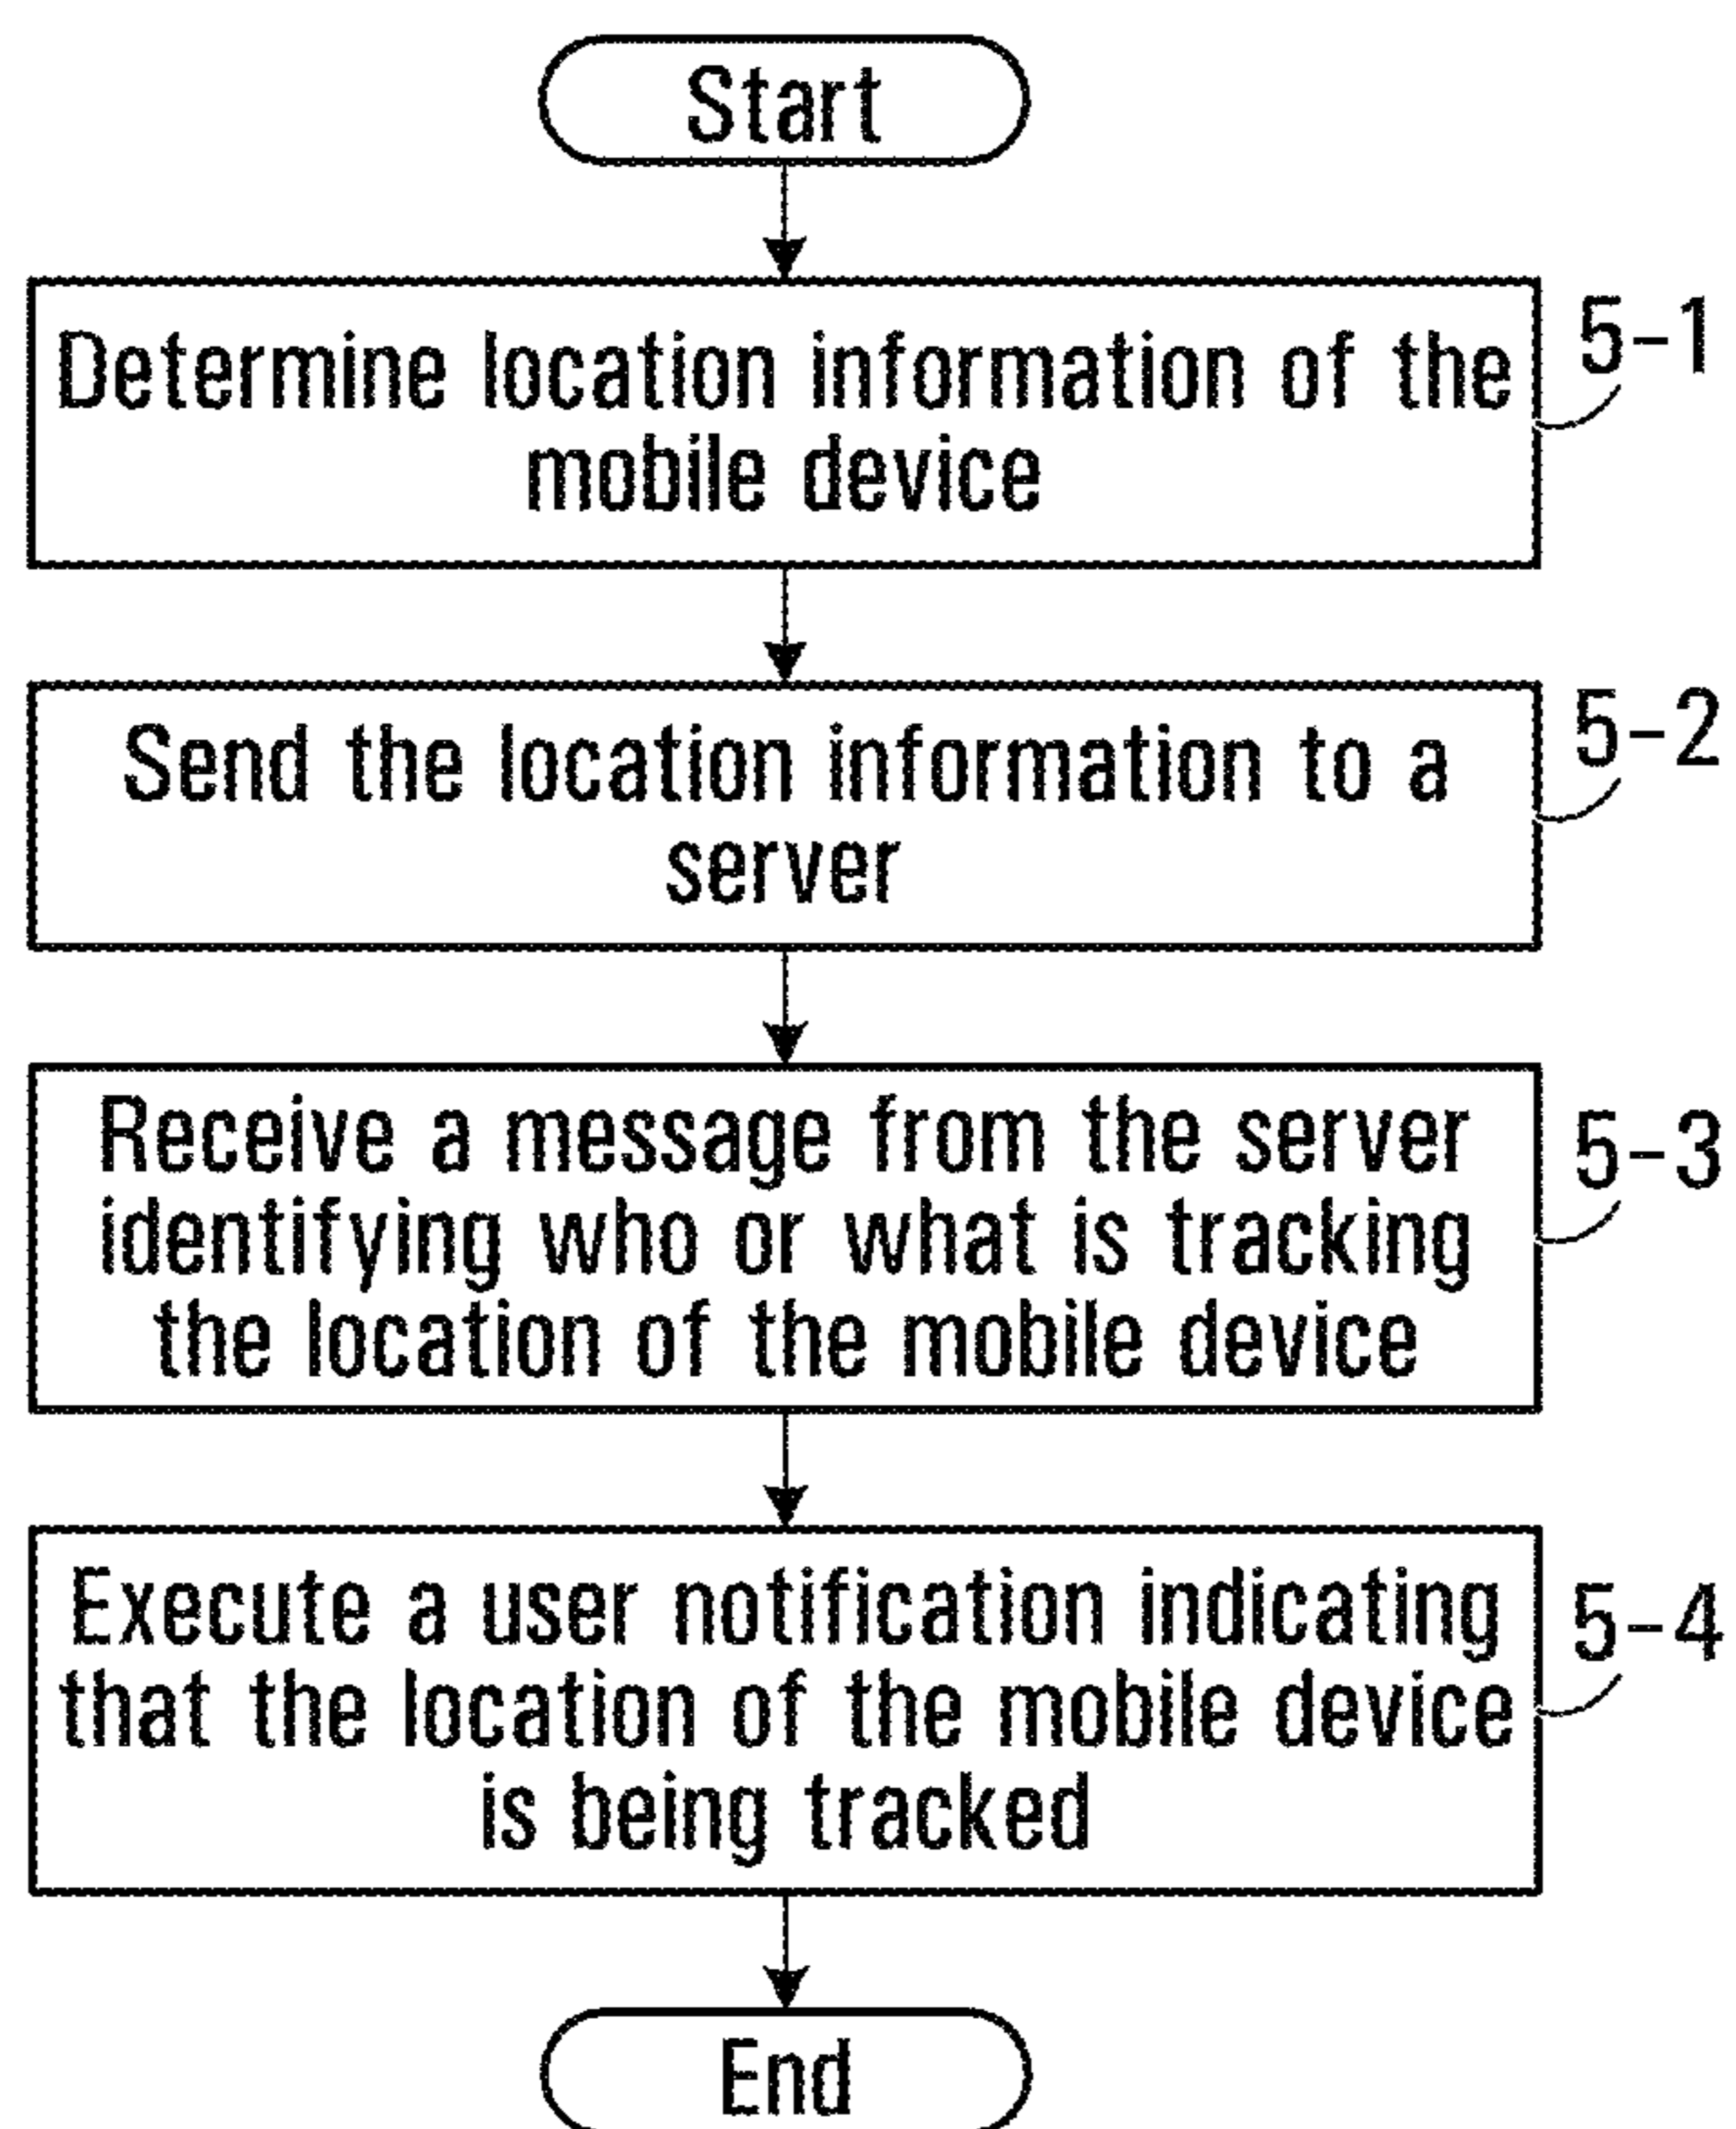 Start
Determine location information of the
mobile device
5-1
Send the location information to a
server
5-2
Receive a message from the server
identifying who or what is tracking
the location of the mobile device
5-3
Execute a user notification indicating
that the location of the mobile device
is being tracked
5-4
End